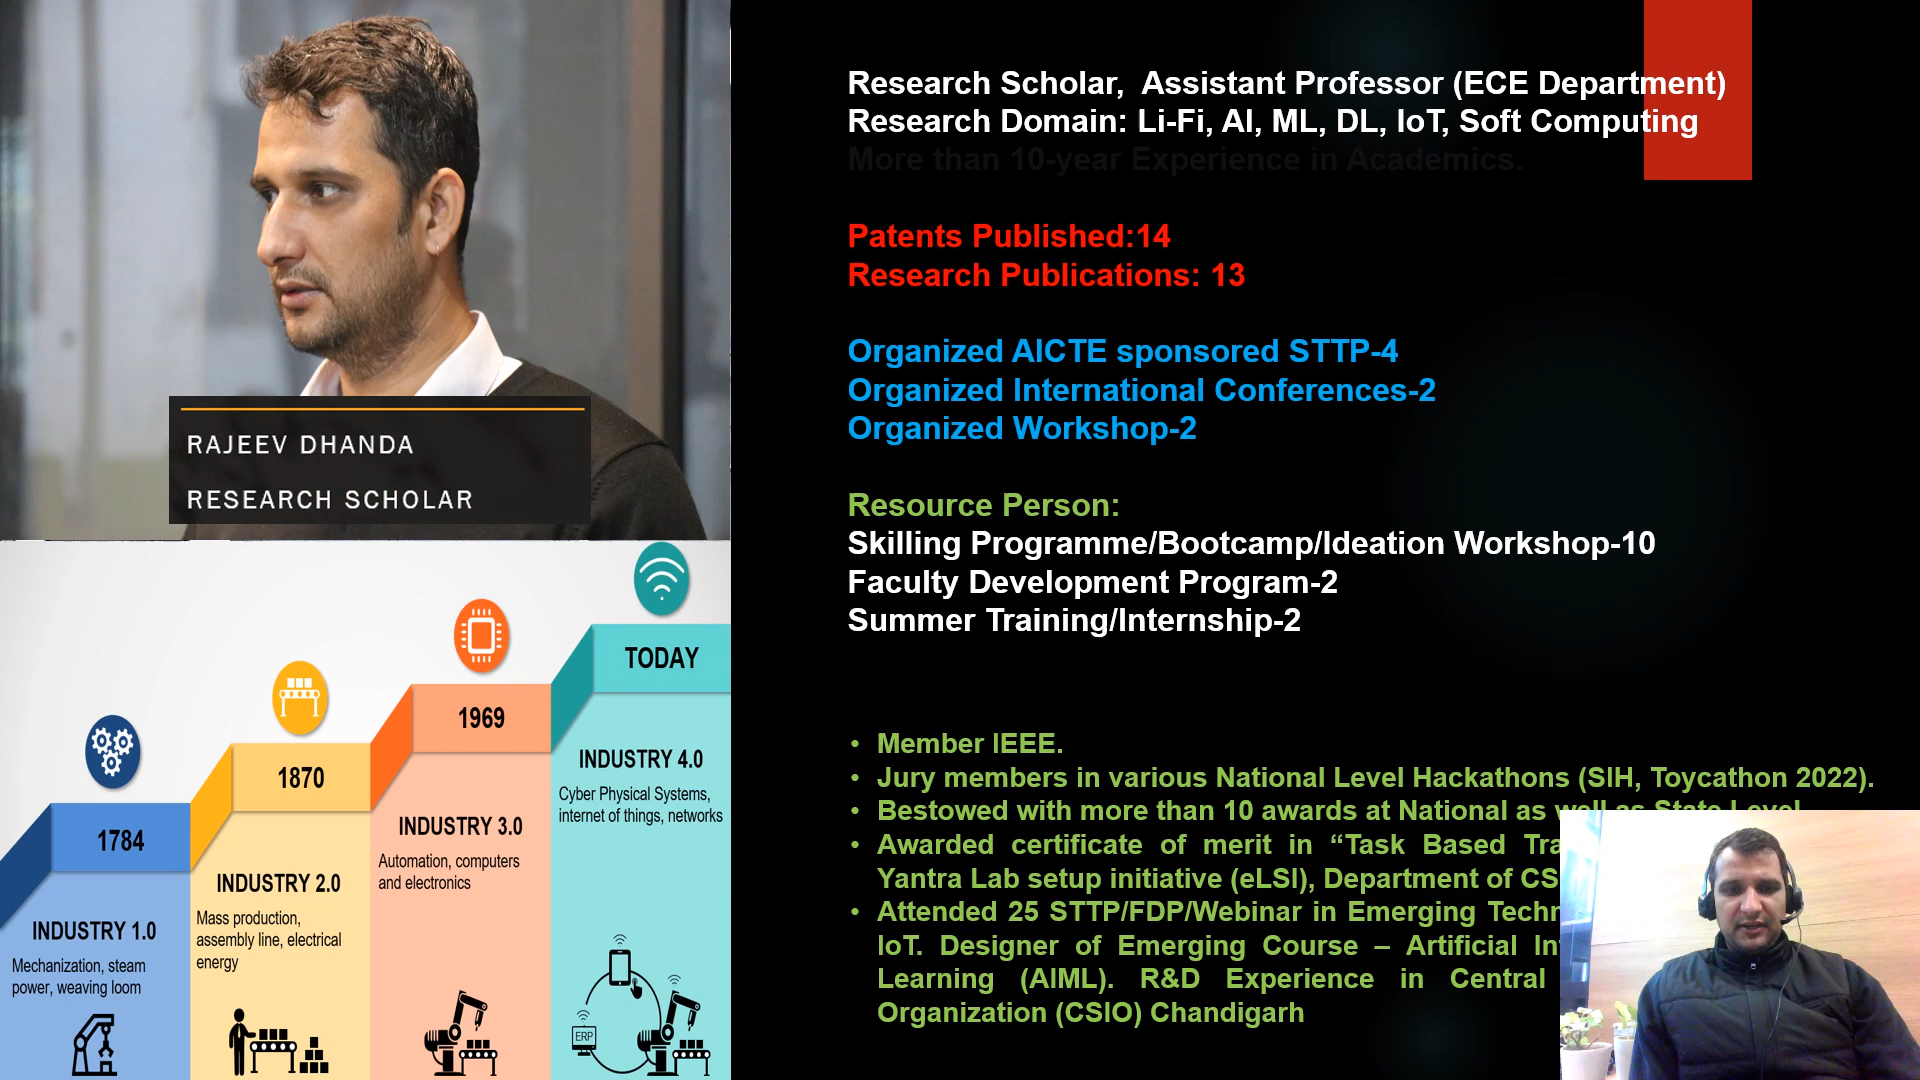 RAJEEV DHANDA
RESEARCH SCHOLAR
Research Scholar, Assistant Professor (ECE Department)
Research Domain: Li-Fi, AI, ML, DL, IoT, Soft Computing
More than 10-year Experience in Academics.
Patents Published:14
Research Publications: 13
Organized AICTE sponsored STTP-4
Organized International Conferences-2
Organized Workshop-2
Resource Person:
Skilling Programme/Bootcamp/Ideation Workshop-10
Faculty Development Program-2
Summer Training/Internship-2
• Member IEEE.
• Jury members in various National Level Hackathons (SIH, Toycathon 2022).
• Bestowed with more than 10 awards at National as well as State Level
• Awarded certificate of merit in “Task Based
Yantra Lab setup initiative (eLSI), Department of
• Attended 25 STTP/FDP/Webinar in Emerging
IoT. Designer of Emerging Course – Artificial
Learning (AIML). R&D Experience in Central
Organization (CSIO) Chandigarh
1784
INDUSTRY 1.0
Mechanization, steam
power, weaving loom
1870
INDUSTRY 2.0
Mass production,
assembly line, electrical
energy
1969
INDUSTRY 3.0
Automation, computers
and electronics
TODAY
INDUSTRY 4.0
Cyber Physical Systems,
internet of things, networks
ERP